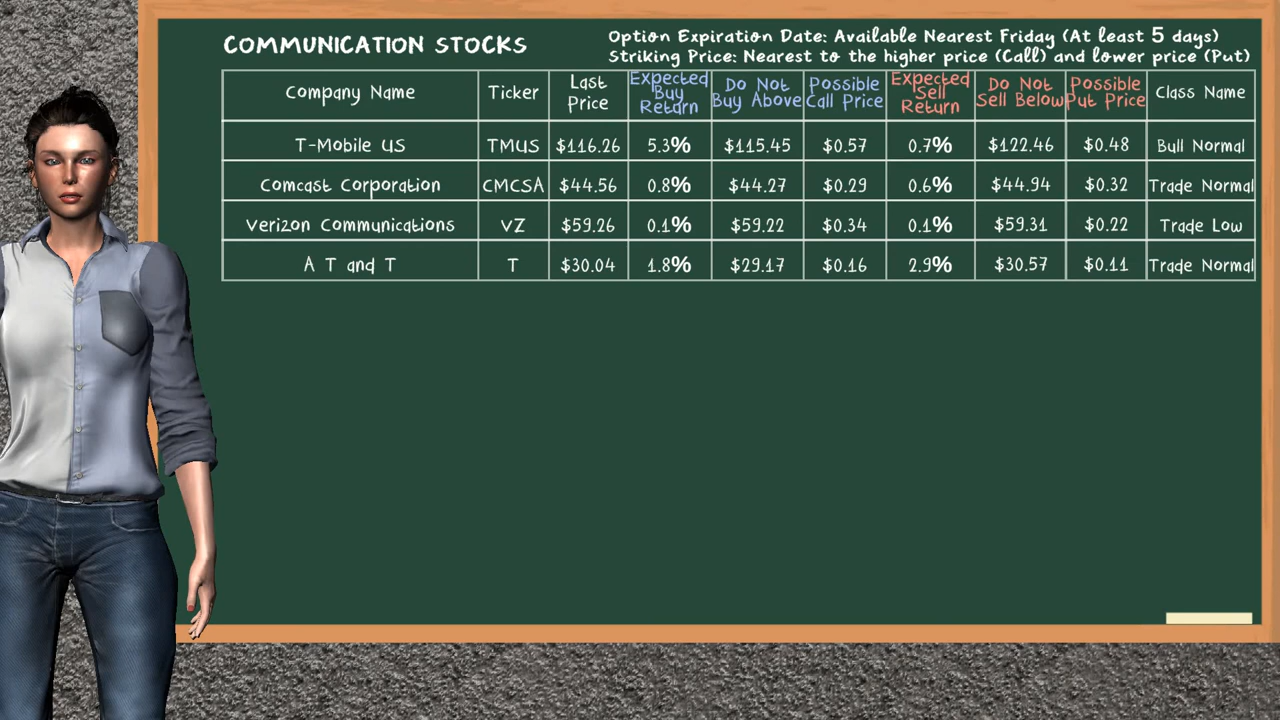 COMMUNICATION STOCKS
Option Expiration Date: Available Nearest Friday (At least 5 days)
Striking Price: Nearest to the higher price (Call) and lower price (Put)
Company Name Ticker Last Price Expected Buy Return Do Not Buy Above Possible Call Price Expected Sell Return Do Not Sell Below Possible Put Price Class Name
T-Mobile US TMUS $116.26 5.3% $115.45 $0.57 0.7% $122.46 $0.48 Bull Normal
Comcast Corporation CMCSA $44.56 0.8% $44.27 $0.29 0.6% $44.94 $0.32 Trade Normal
Verizon Communications VZ $59.26 0.1% $59.22 $0.34 0.1% $59.31 $0.22 Trade Low
A T and T T $30.04 1.8% $29.17 $0.16 2.9% $30.57 $0.11 Trade Normal